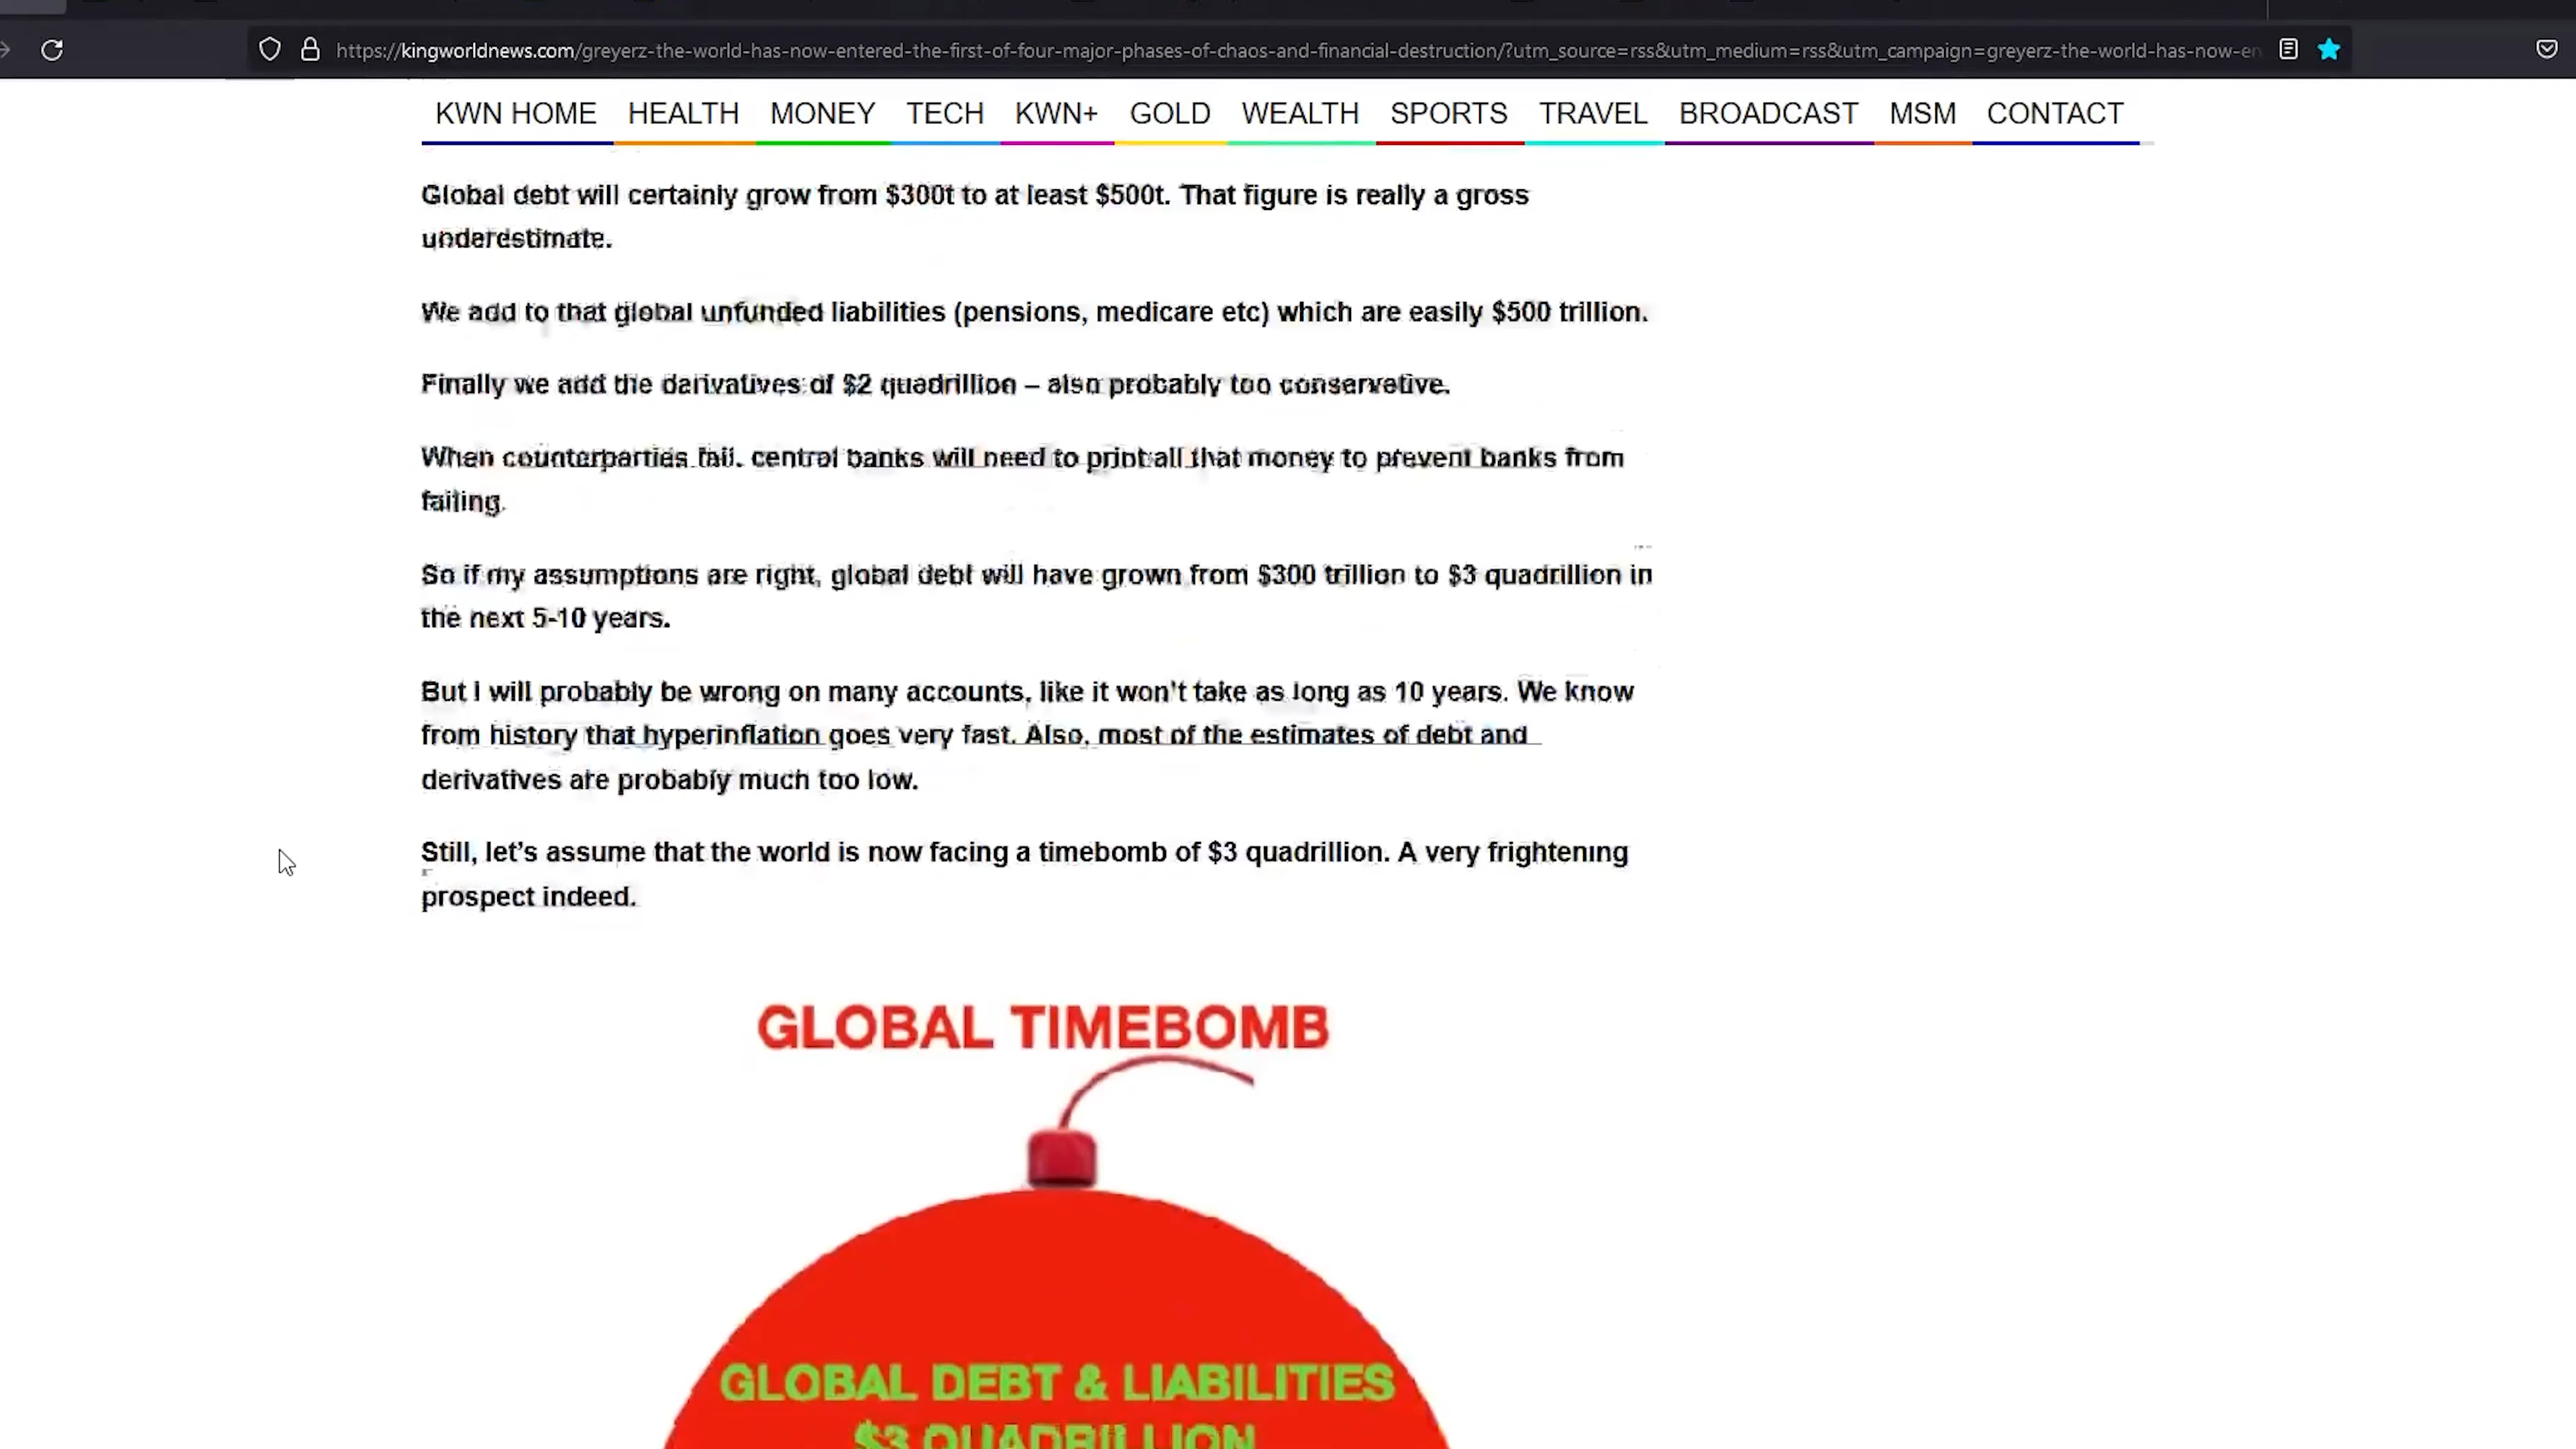 https://kingworldnews.com/greyerz-the-world-has-now-entered-the-first-of-four-major-phases-of-chaos-and-financial-destruction/?utm_source=rss&utm_medium=rss&utm_campaign=greyerz-the-world-has-now-en
KWN HOME HEALTH MONEY TECH KWN+ GOLD WEALTH SPORTS TRAVEL BROADCAST MSM CONTACT
Global debt will certainly grow from $300t to at least $500t. That figure is really a gross
underestimate.
We add to that global unfunded liabilities (pensions, medicare etc) which are easily $500 trillion.
Finally we add the derivatives of $2 quadrillion – also probably too conservative.
When counterparties fail, central banks will need to print all that money to prevent banks from
failing.
So if my assumptions are right, global debt will have grown from $300 trillion to $3 quadrillion in
the next 5-10 years.
But I will probably be wrong on many accounts, like it won't take as long as 10 years. We know
from history that hyperinflation goes very fast. Also, most of the estimates of debt and
derivatives are probably much too low.
Still, let’s assume that the world is now facing a timebomb of $3 quadrillion. A very frightening
prospect indeed.
GLOBAL TIMEBOMB
GLOBAL DEBT & LIABILITIES
$3 QUADRILLION